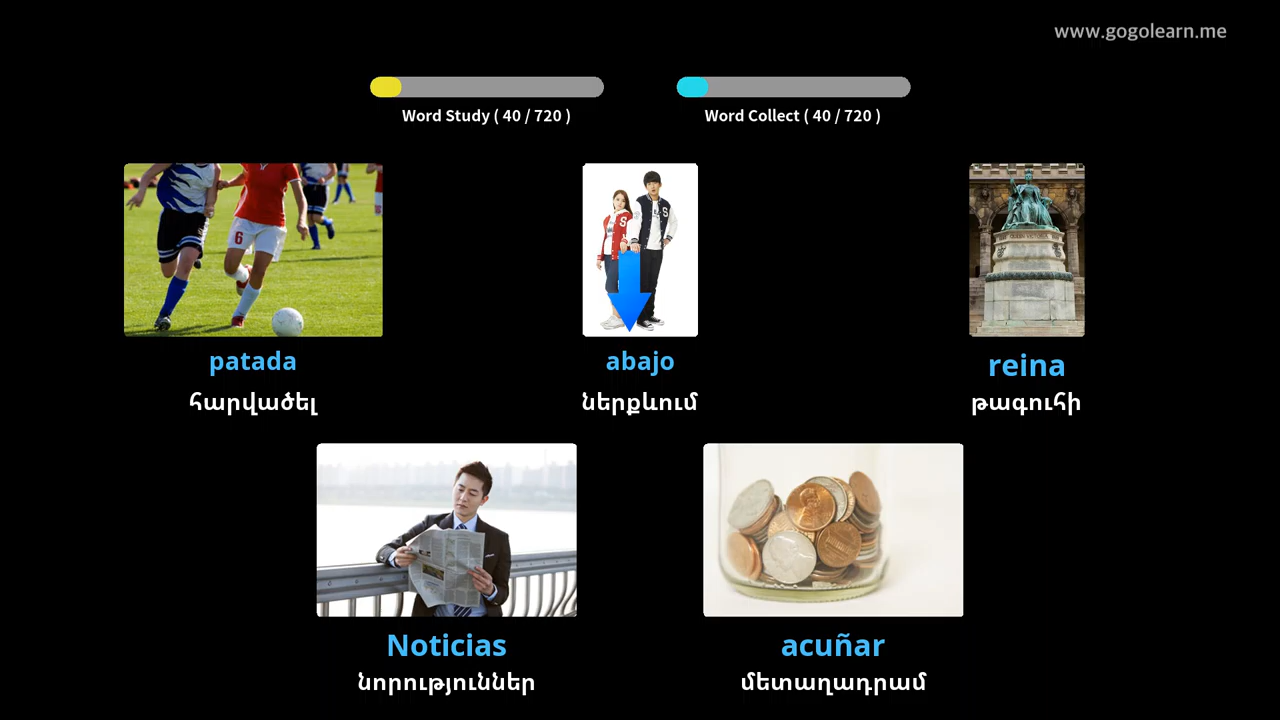 www.gogolearn.me
Word Study ( 40 / 720 )
Word Collect ( 40 / 720 )
patada
հարվածել
abajo
ներքևում
reina
թագուհի
Noticias
նորություններ
acuñar
մետաղադրամ